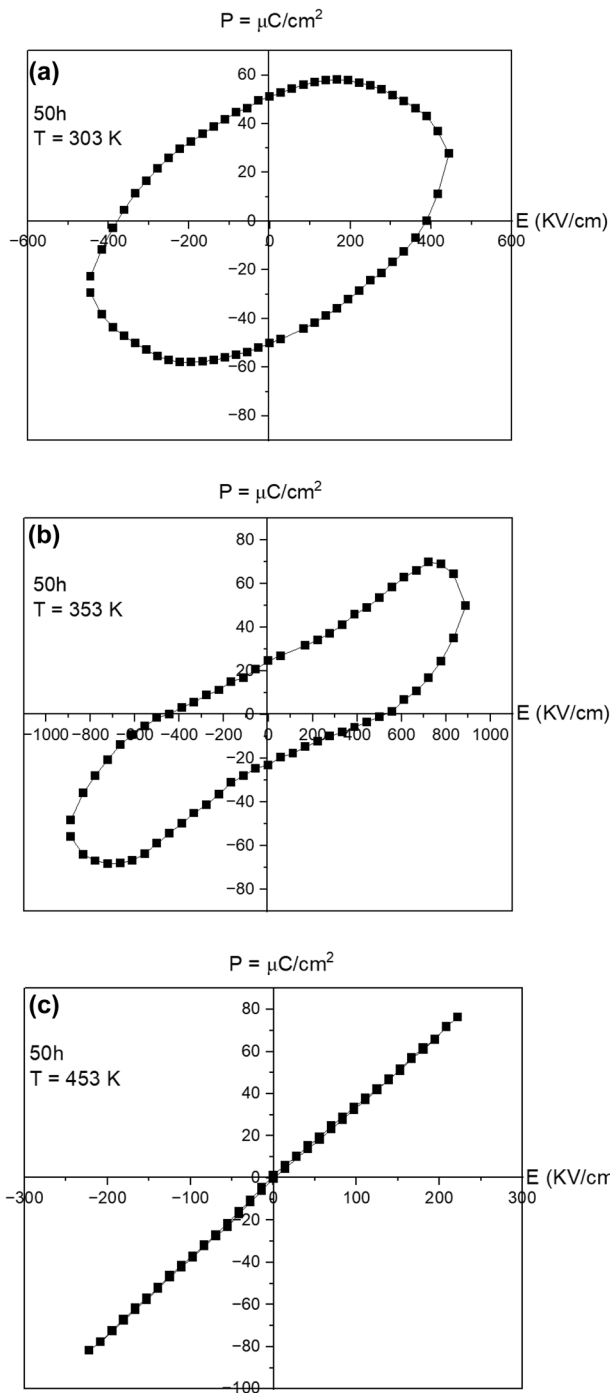 P = μC/cm²
(a)
50h
T = 303 K
60
40
20
0
−600 −400 −200 0 200 400 600
E (KV/cm)
−20
−40
−60
−80
P = μC/cm²
(b)
50h
T = 353 K
80
60
40
20
0
−1000 −800 −600 −400 −200 0 200 400 600 800 1000
E (KV/cm)
−20
−40
−60
−80
P = μC/cm²
(c)
50h
T = 453 K
80
60
40
20
0
−300 −200 −100 0 100 200 300
E (KV/cm
−20
−40
−60
−80
−100